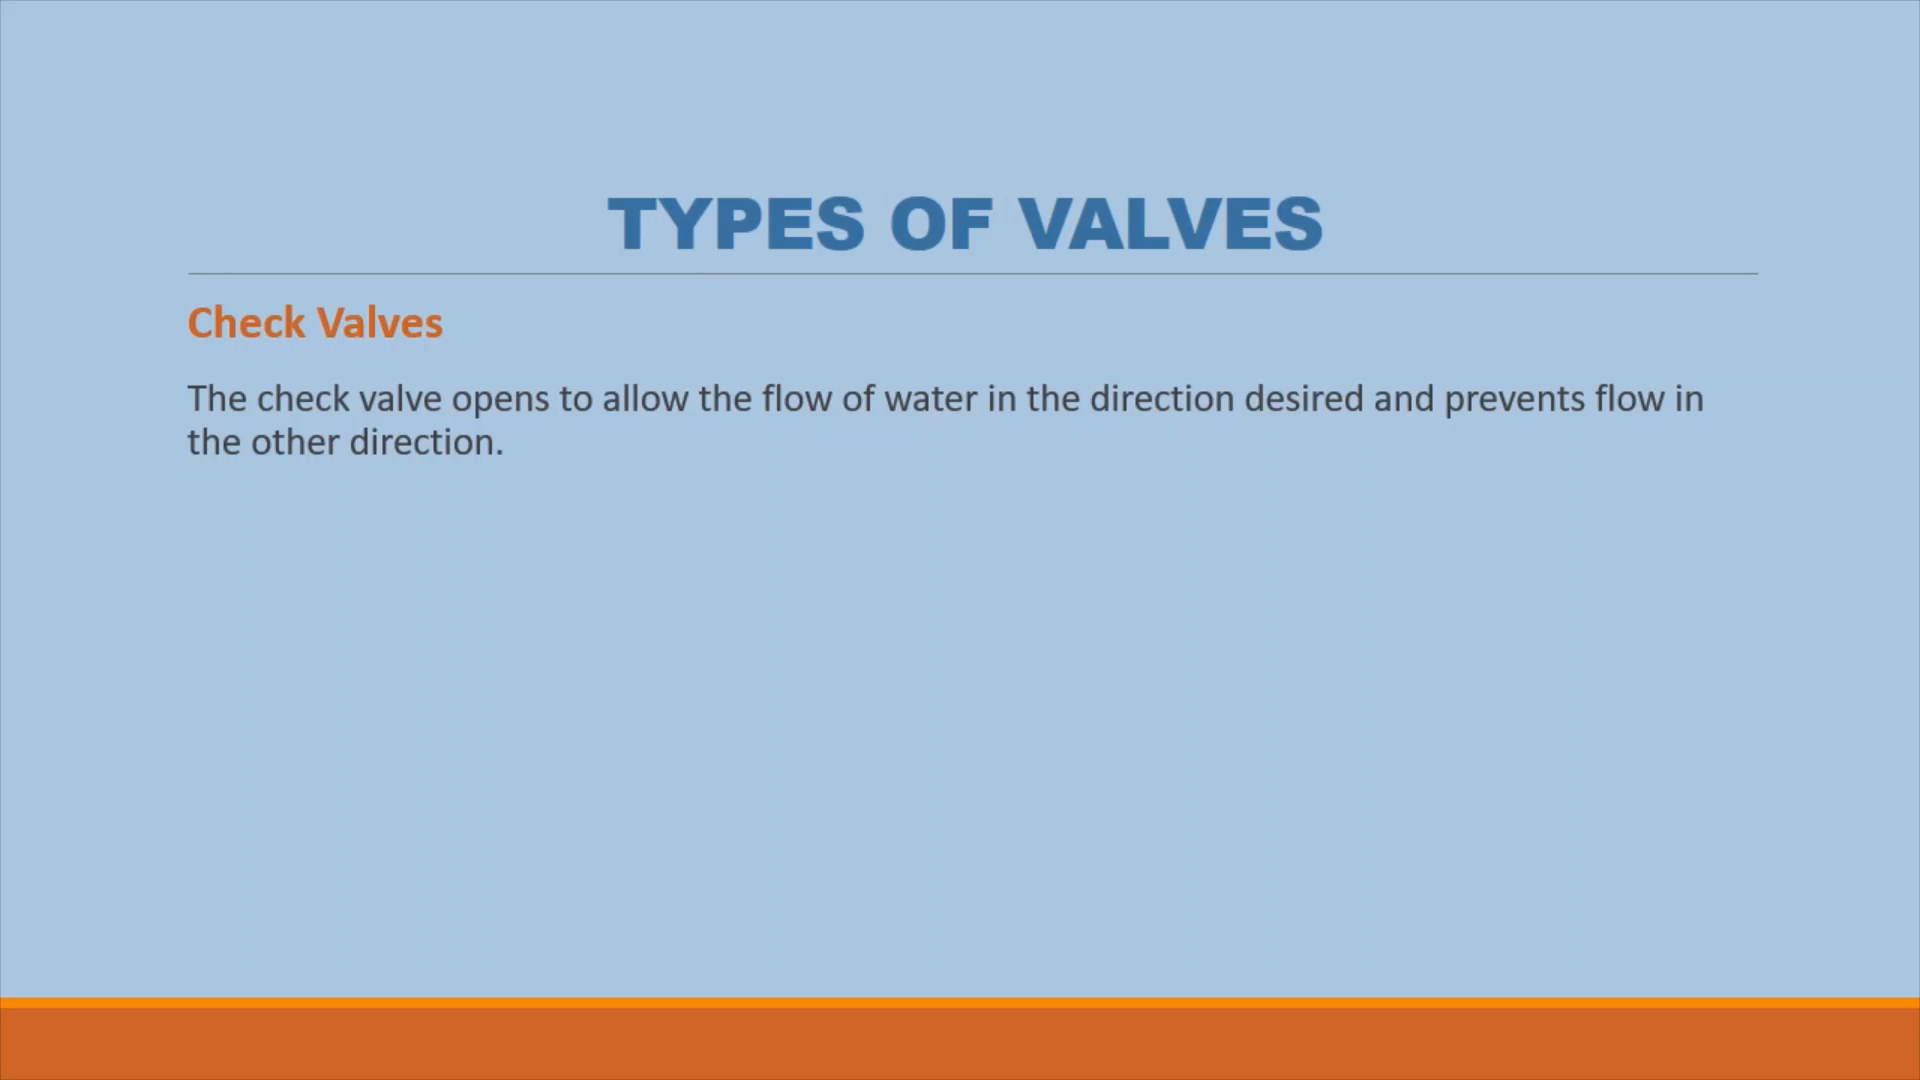 TYPES OF VALVES
Check Valves
The check valve opens to allow the flow of water in the direction desired and prevents flow in
the other direction.